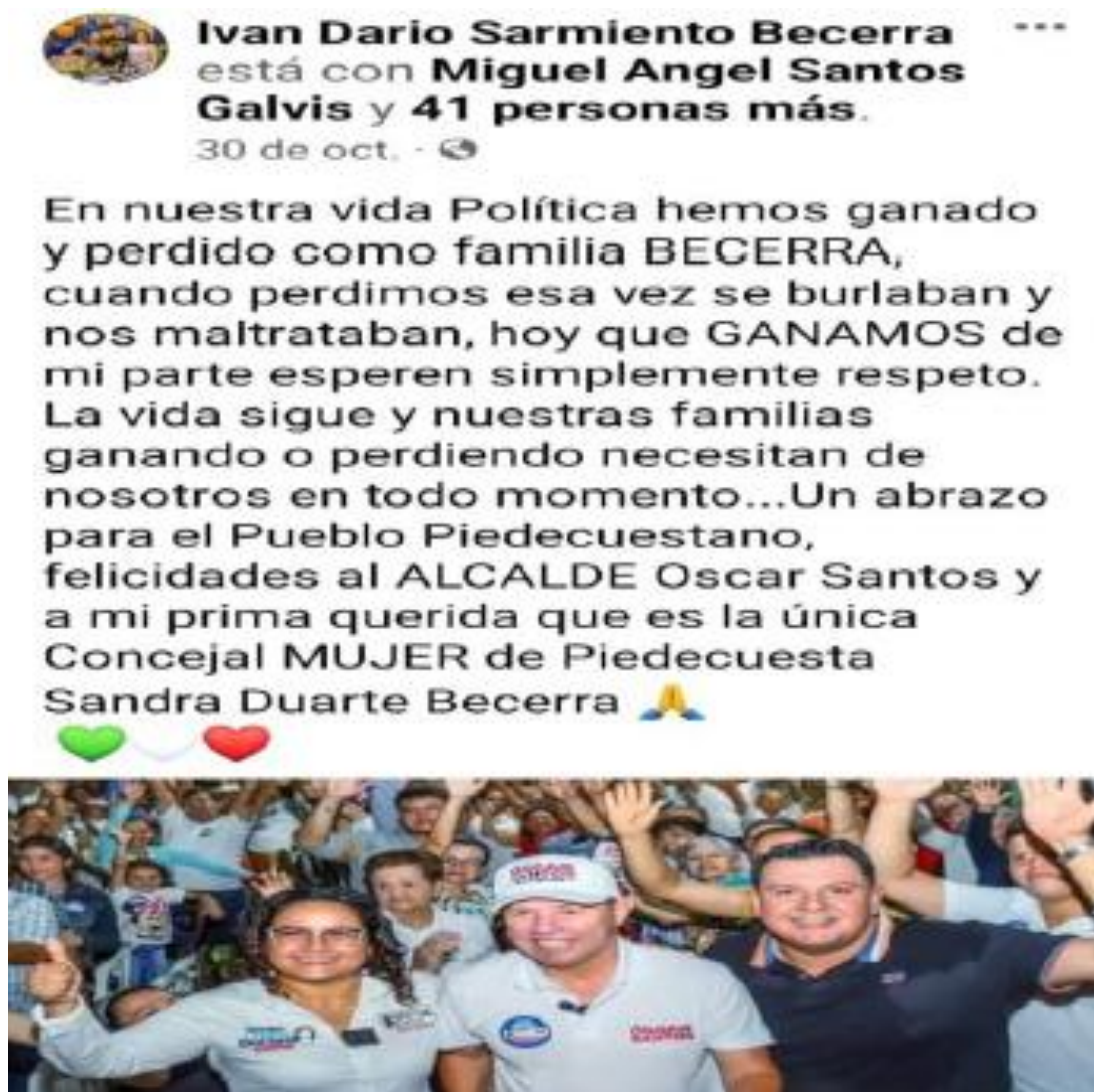 Ivan Dario Sarmiento Becerra
está con Miguel Angel Santos
Galvis y 41 personas más.
30 de oct. ·
En nuestra vida Política hemos ganado
y perdido como familia BECERRA,
cuando perdimos esa vez se burlaban y
nos maltrataban, hoy que GANAMOS de
mi parte esperen simplemente respeto.
La vida sigue y nuestras familias
ganando o perdiendo necesitan de
nosotros en todo momento...Un abrazo
para el Pueblo Piedecuestano,
felicidades al ALCALDE Oscar Santos y
a mi prima querida que es la única
Concejal MUJER de Piedecuesta
Sandra Duarte Becerra 🙏
💚🤍❤️